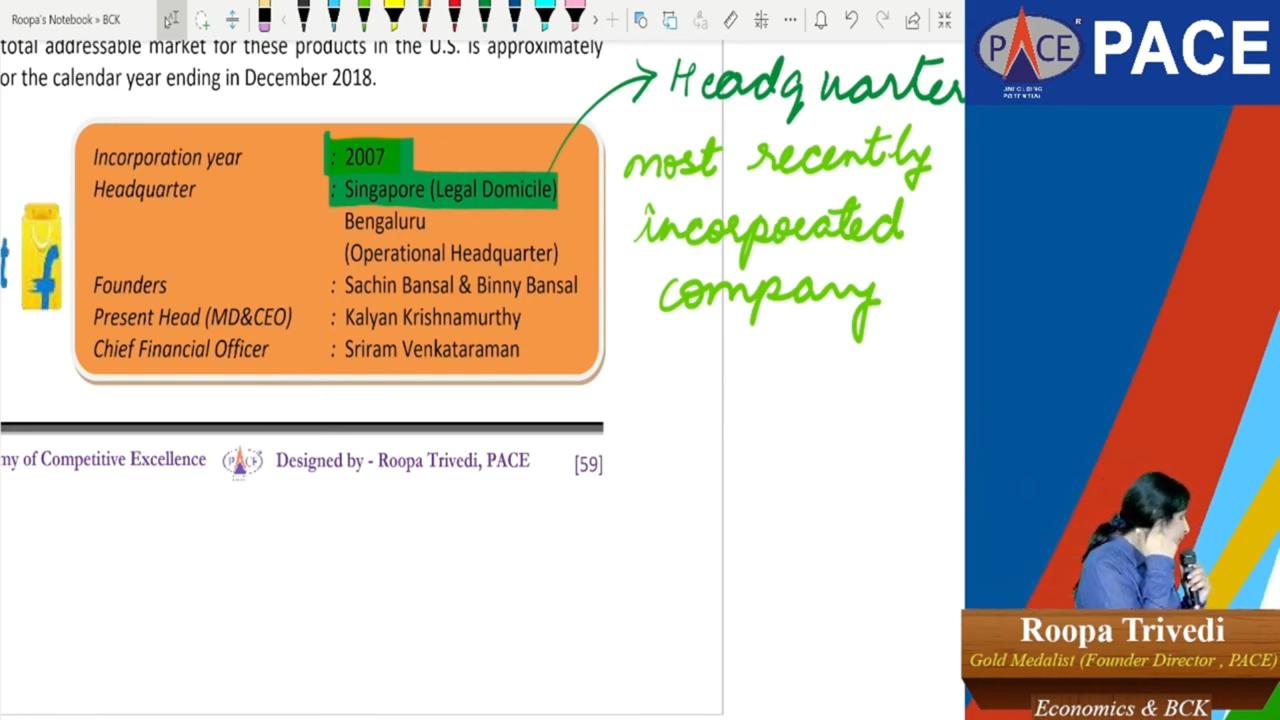 Roopa's Notebook » BCK
total addressable market for these products in the U.S. is approximately
or the calendar year ending in December 2018.
Incorporation year : 2007
Headquarter : Singapore (Legal Domicile)
Bengaluru
(Operational Headquarter)
Founders : Sachin Bansal & Binny Bansal
Present Head (MD&CEO) : Kalyan Krishnamurthy
Chief Financial Officer : Sriram Venkataraman
t
my of Competitive Excellence PACE Designed by - Roopa Trivedi, PACE [59]
Headquarter
most recently
incorporated
company
PACE
PACE
Roopa Trivedi
Gold Medalist (Founder Director , PACE)
Economics & BCK